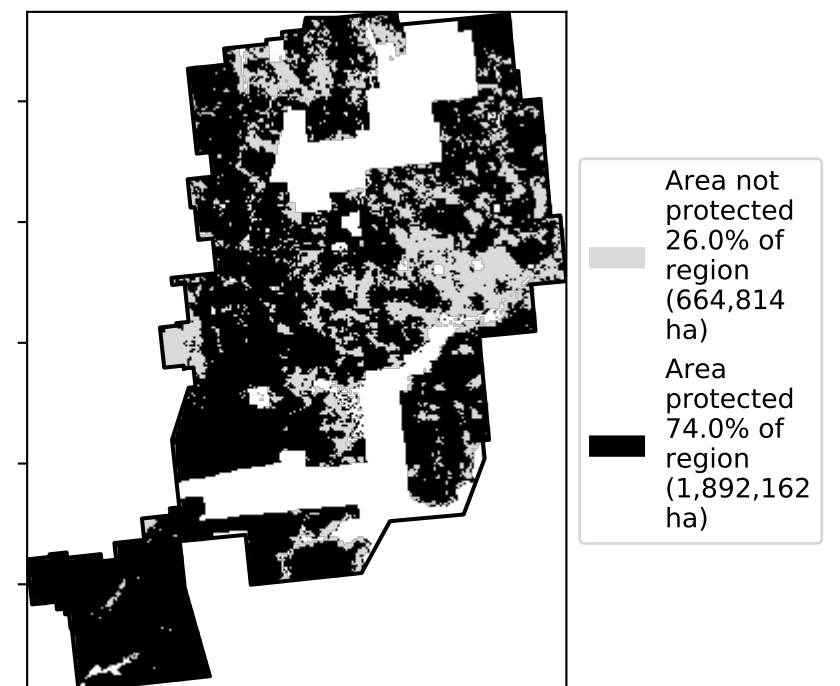 Area not
protected
26.0% of
region
(664,814
ha)
Area
protected
74.0% of
region
(1,892,162
ha)